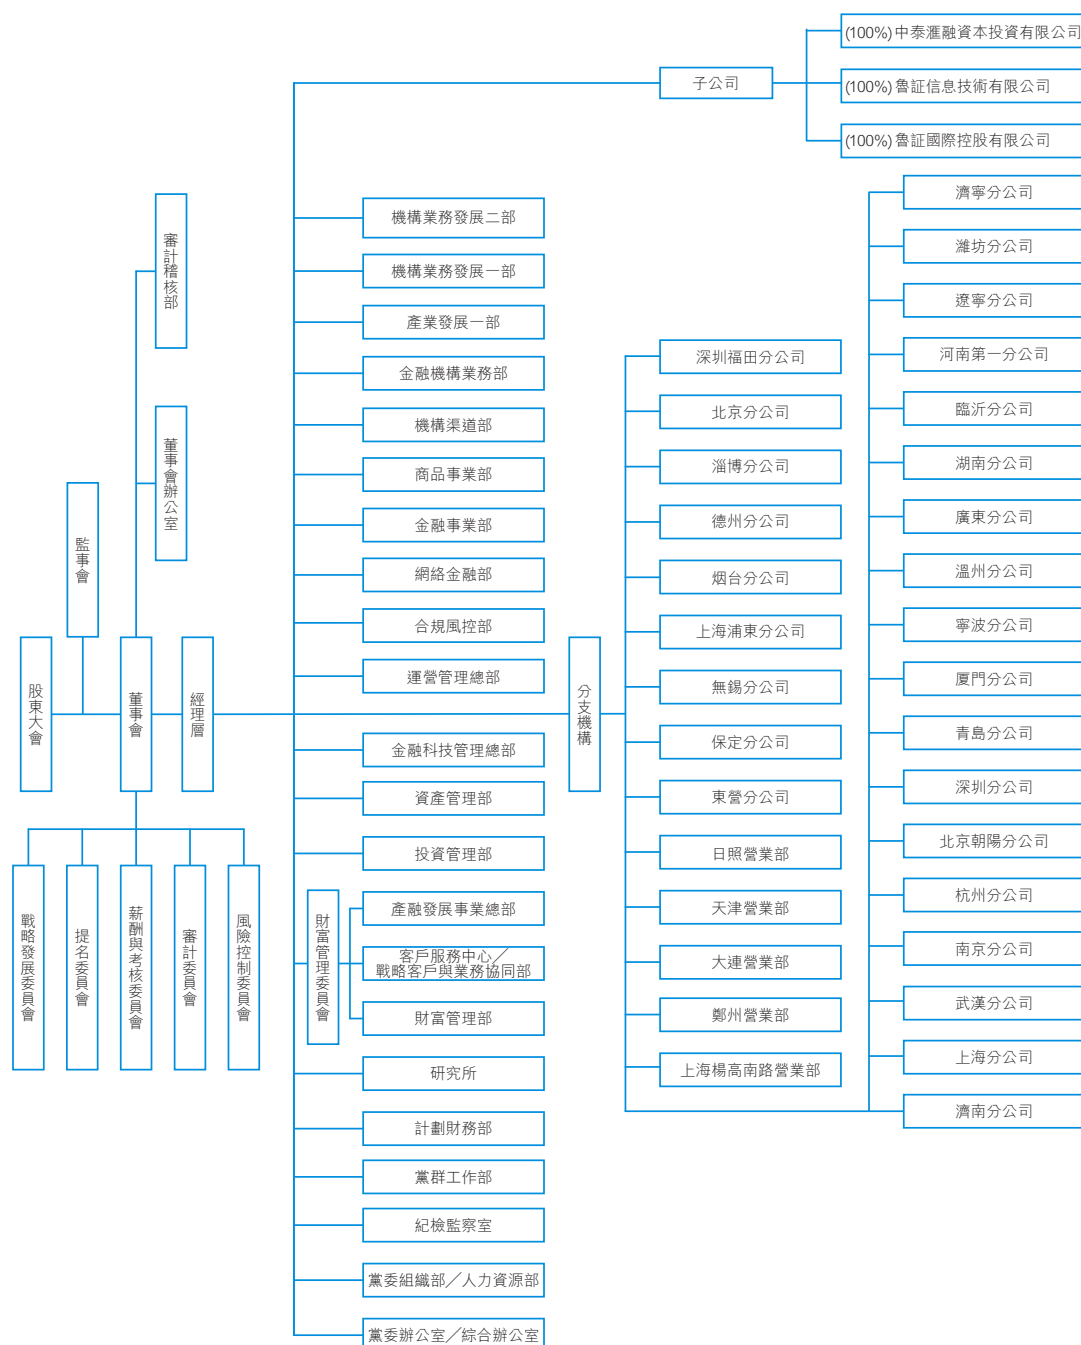 (100%) 中泰滙融資本投資有限公司
子公司
(100%) 魯証信息技術有限公司
(100%) 魯証國際控股有限公司
審計稽核部
董事會辦公室
監事會
股東大會
董事會
經理層
戰略發展委員會
提名委員會
薪酬與考核委員會
審計委員會
風險控制委員會
機構業務發展二部
機構業務發展一部
產業發展一部
金融機構業務部
機構渠道部
商品事業部
金融事業部
網絡金融部
合規風控部
運營管理總部
金融科技管理總部
資產管理部
投資管理部
財富管理委員會
產融發展事業總部
客戶服務中心／
戰略客戶與業務協同部
財富管理部
研究所
計劃財務部
黨群工作部
紀檢監察室
黨委組織部／人力資源部
黨委辦公室／綜合辦公室
分支機構
深圳福田分公司
北京分公司
淄博分公司
德州分公司
烟台分公司
上海浦東分公司
無錫分公司
保定分公司
東營分公司
日照營業部
天津營業部
大連營業部
鄭州營業部
上海楊高南路營業部
濟寧分公司
濰坊分公司
遼寧分公司
河南第一分公司
臨沂分公司
湖南分公司
廣東分公司
溫州分公司
寧波分公司
厦門分公司
青島分公司
深圳分公司
北京朝陽分公司
杭州分公司
南京分公司
武漢分公司
上海分公司
濟南分公司